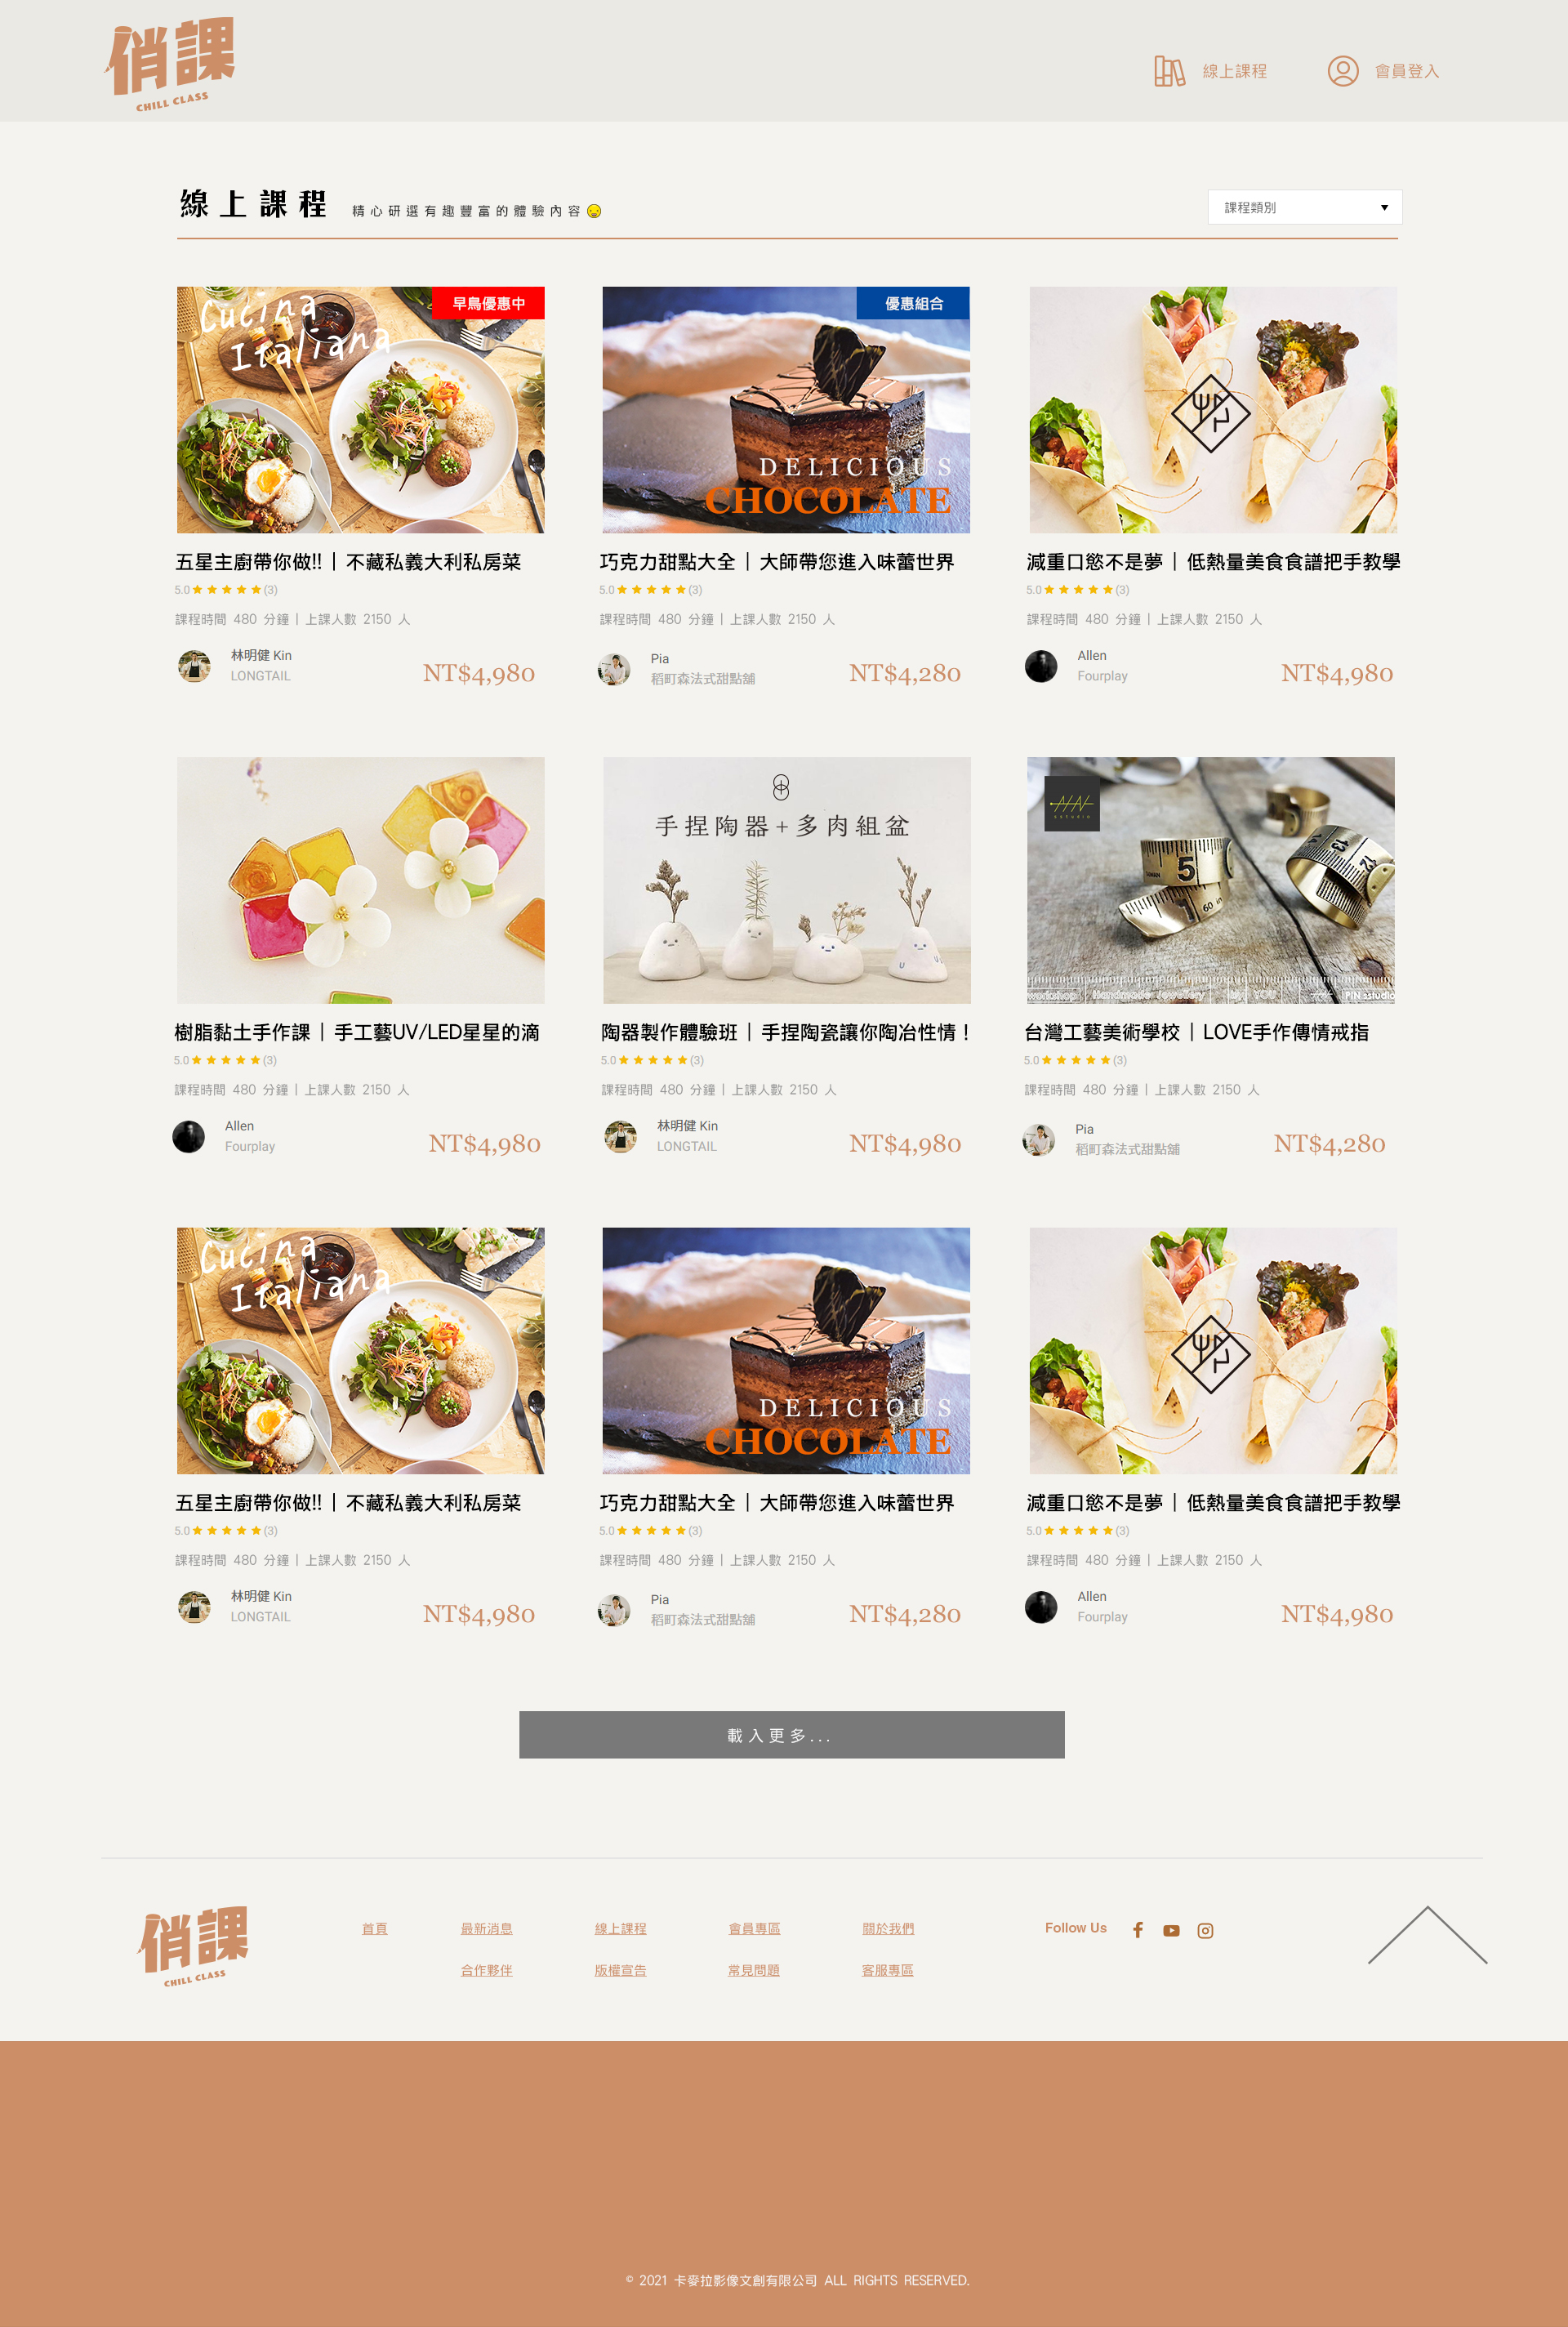 俏課
CHILL CLASS
線上課程
會員登入
線上課程
精心研選有趣豐富的體驗內容
課程類別
Cucina
Italiana
早鳥優惠中
優惠組合
DELICIOUS
CHOCOLATE
五星主廚帶你做!!｜不藏私義大利私房菜
5.0 (3)
課程時間 480 分鐘｜上課人數 2150 人
林明健 Kin
LONGTAIL
NT$4,980
巧克力甜點大全｜大師帶您進入味蕾世界
5.0 (3)
課程時間 480 分鐘｜上課人數 2150 人
Pia
稻町森法式甜點舖
NT$4,280
減重口慾不是夢｜低熱量美食食譜把手教學
5.0 (3)
課程時間 480 分鐘｜上課人數 2150 人
Allen
Fourplay
NT$4,980
樹脂黏土手作課｜手工藝UV/LED星星的滴
5.0 (3)
課程時間 480 分鐘｜上課人數 2150 人
Allen
Fourplay
NT$4,980
手捏陶器+多肉組盆
陶器製作體驗班｜手捏陶瓷讓你陶冶性情！
5.0 (3)
課程時間 480 分鐘｜上課人數 2150 人
林明健 Kin
LONGTAIL
NT$4,980
5
13
12
60 in
workshop
Handmade Jewellery
By YOU
台灣工藝美術學校｜LOVE手作傳情戒指
5.0 (3)
課程時間 480 分鐘｜上課人數 2150 人
Pia
稻町森法式甜點舖
NT$4,280
Cucina
Italiana
DELICIOUS
CHOCOLATE
五星主廚帶你做!!｜不藏私義大利私房菜
5.0 (3)
課程時間 480 分鐘｜上課人數 2150 人
林明健 Kin
LONGTAIL
NT$4,980
巧克力甜點大全｜大師帶您進入味蕾世界
5.0 (3)
課程時間 480 分鐘｜上課人數 2150 人
Pia
稻町森法式甜點舖
NT$4,280
減重口慾不是夢｜低熱量美食食譜把手教學
5.0 (3)
課程時間 480 分鐘｜上課人數 2150 人
Allen
Fourplay
NT$4,980
載入更多...
俏課
CHILL CLASS
首頁
最新消息
線上課程
會員專區
關於我們
合作夥伴
版權宣告
常見問題
客服專區
Follow Us
© 2021 卡麥拉影像文創有限公司 ALL RIGHTS RESERVED.